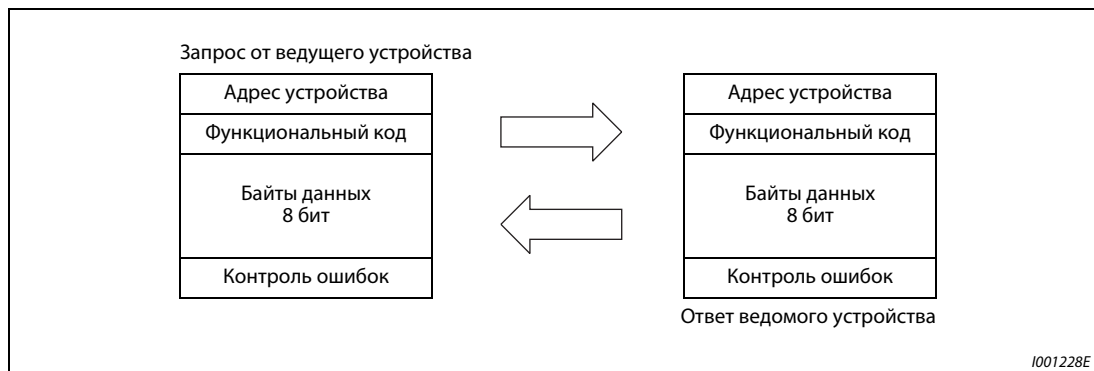 Запрос от ведущего устройства
Адрес устройства
Функциональный код
Байты данных
8 бит
Контроль ошибок
Адрес устройства
Функциональный код
Байты данных
8 бит
Контроль ошибок
Ответ ведомого устройства
I001228E